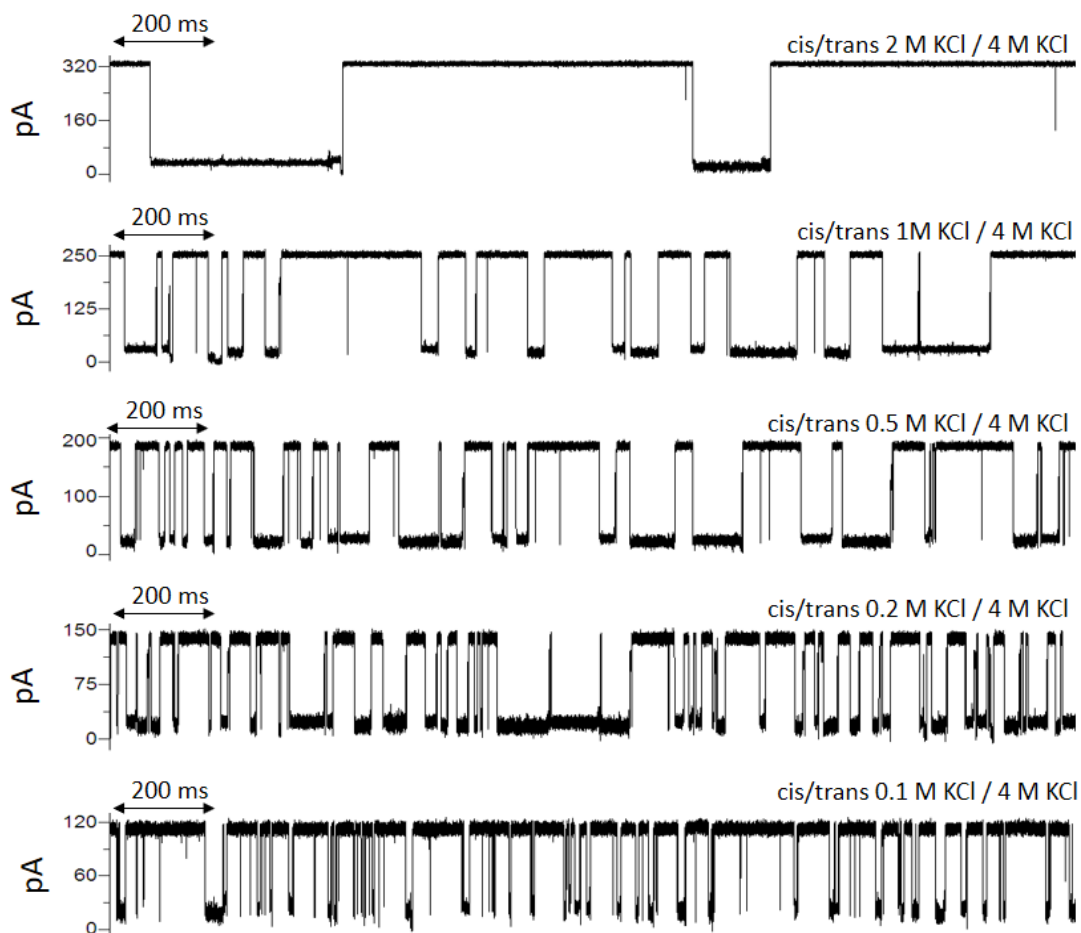 200 ms
cis/trans 2 M KCl / 4 M KCl
320
160
0
pA
200 ms
cis/trans 1M KCl / 4 M KCl
250
125
0
pA
200 ms
cis/trans 0.5 M KCl / 4 M KCl
200
100
0
pA
200 ms
cis/trans 0.2 M KCl / 4 M KCl
150
75
0
pA
200 ms
cis/trans 0.1 M KCl / 4 M KCl
120
60
0
pA